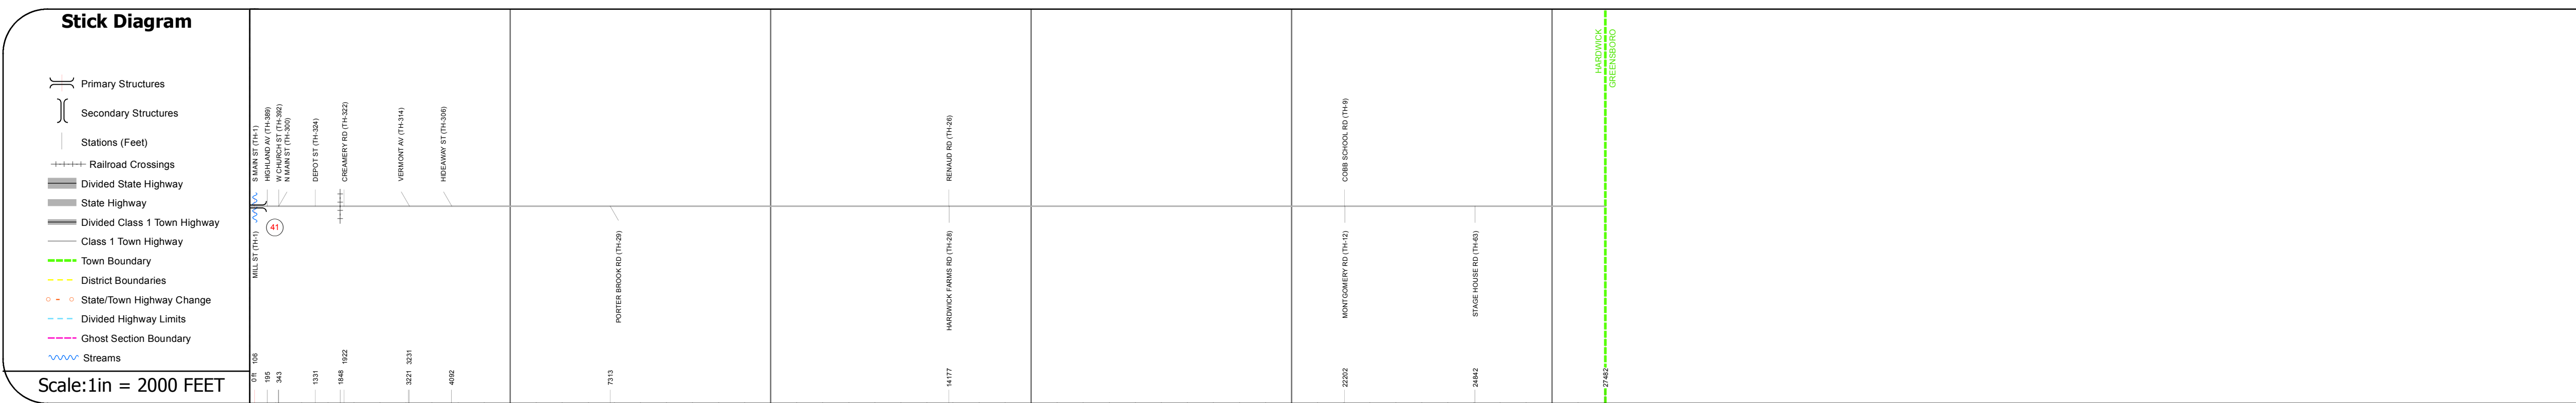 Stick Diagram
Primary Structures
Secondary Structures
Stations (Feet)
Railroad Crossings
Divided State Highway
State Highway
Divided Class 1 Town Highway
Class 1 Town Highway
Town Boundary
District Boundaries
State/Town Highway Change
Divided Highway Limits
Ghost Section Boundary
Streams
Scale:1in = 2000 FEET
S MAIN ST (TH-1)
HIGHLAND AV (TH-389)
W CHURCH ST (TH-392)
N MAIN ST (TH-300)
DEPOT ST (TH-324)
CREAMERY RD (TH-322)
VERMONT AV (TH-314)
HIDEAWAY ST (TH-306)
RENAUD RD (TH-26)
COBB SCHOOL RD (TH-9)
HARDWICK
GREENSBORO
41
MILL ST (TH-1)
PORTER BROOK RD (TH-29)
HARDWICK FARMS RD (TH-28)
MONTGOMERY RD (TH-12)
STAGE HOUSE RD (TH-63)
0 ft
106
195
343
1331
1848
1922
3221
3231
4092
7313
14177
22202
24842
27482